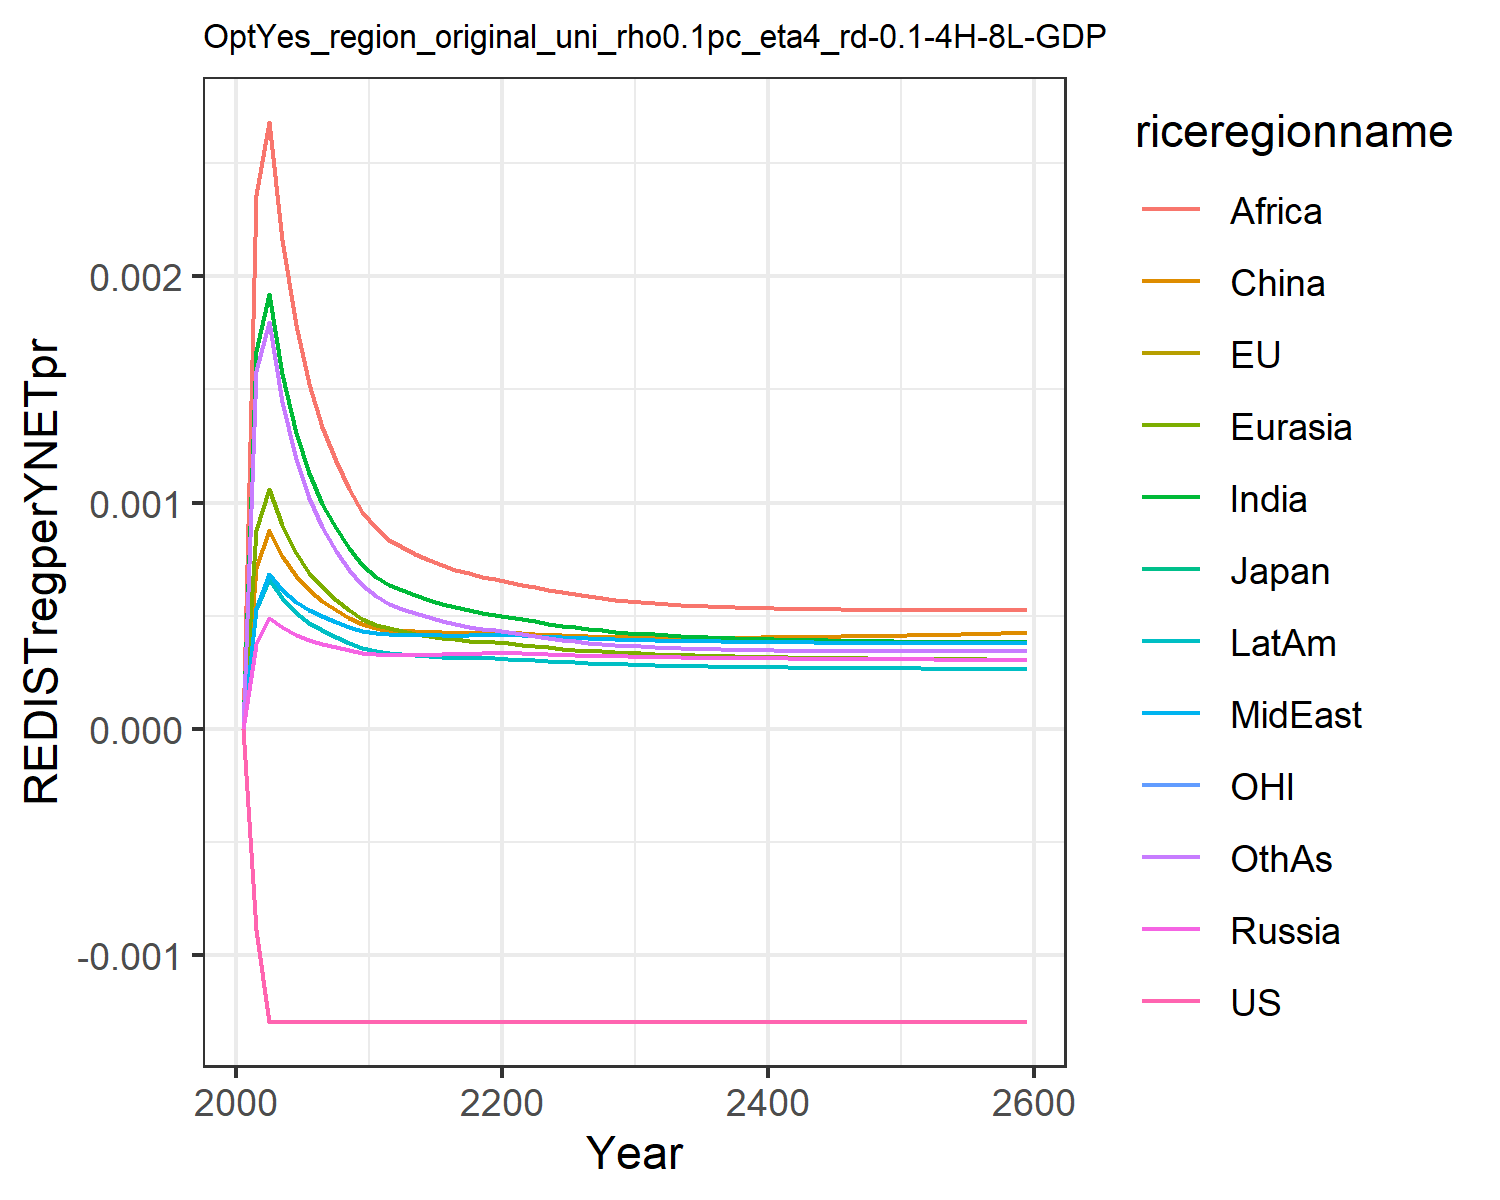 OptYes_region_original_uni_rho0.1pc_eta4_rd-0.1-4H-8L-GDP
REDISTregperYNETpr
0.002
0.001
0.000
-0.001
2000
2200
2400
2600
Year
riceregionname
Africa
China
EU
Eurasia
India
Japan
LatAm
MidEast
OHI
OthAs
Russia
US